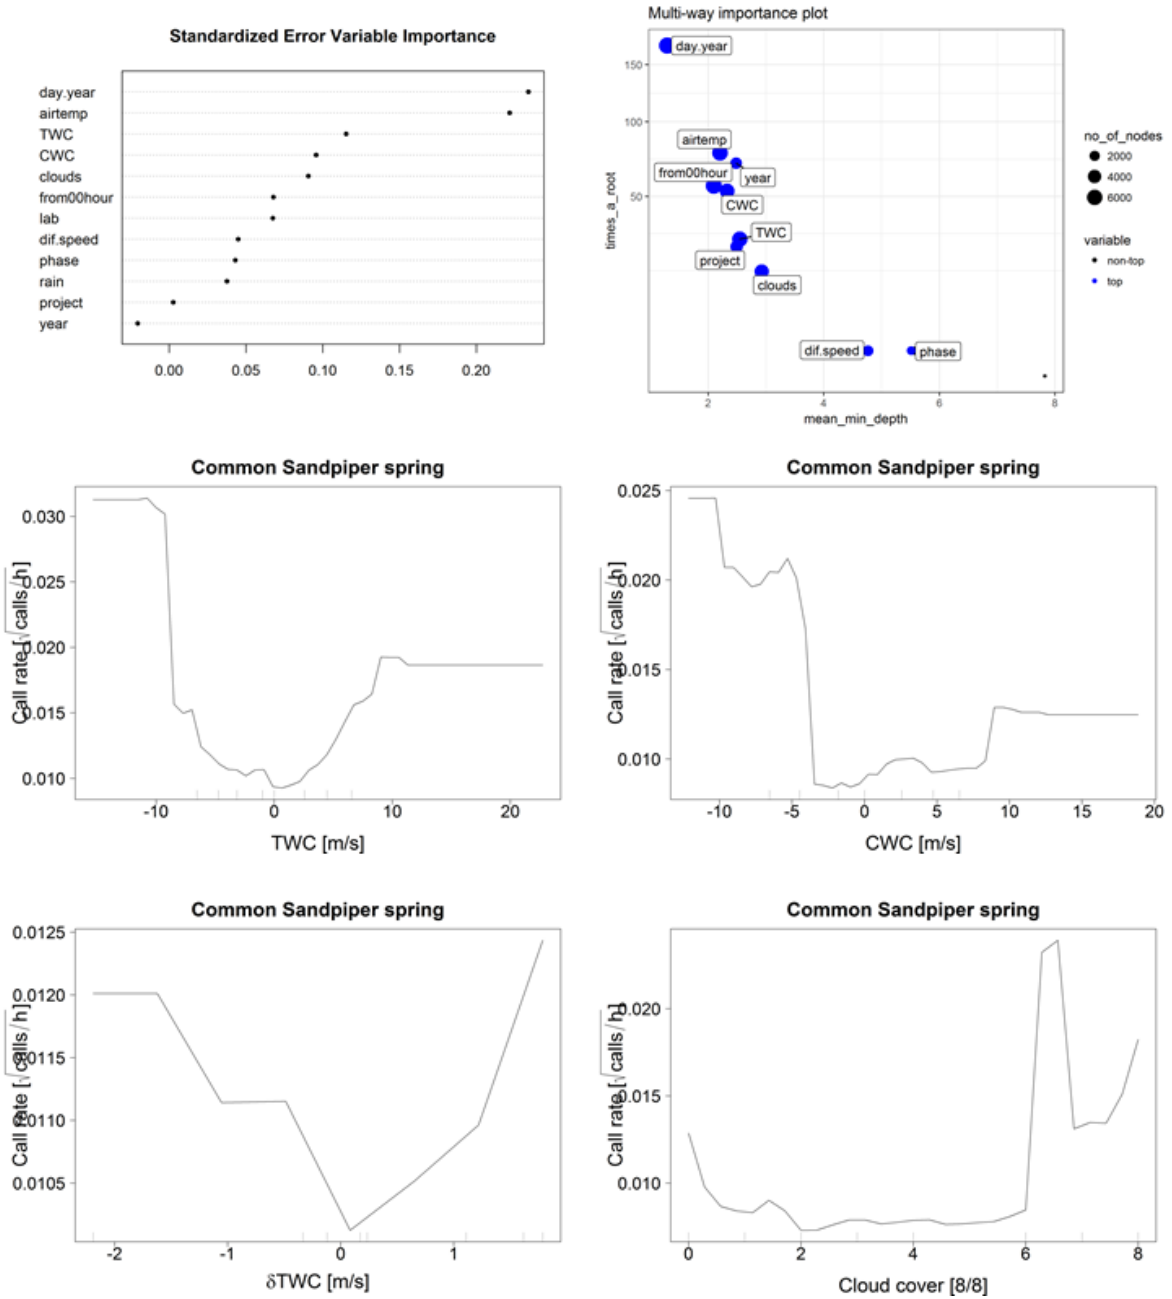 Standardized Error Variable Importance
day.year
airtemp
TWC
CWC
clouds
from00hour
lab
dif.speed
phase
rain
project
year
0.00 0.05 0.10 0.15 0.20
Multi-way importance plot
times_a_root
150
100
50
day.year
airtemp
from00hour
year
CWC
TWC
project
clouds
dif.speed
phase
2 4 6 8
mean_min_depth
no_of_nodes
2000
4000
6000
variable
non-top
top
Common Sandpiper spring
Call rate [√calls/h]
0.030
0.025
0.020
0.015
0.010
-10 0 10 20
TWC [m/s]
Common Sandpiper spring
Call rate [√calls/h]
0.025
0.020
0.015
0.010
-10 -5 0 5 10 15 20
CWC [m/s]
Common Sandpiper spring
Call rate [√calls/h]
0.0125
0.0120
0.0115
0.0110
0.0105
-2 -1 0 1
δTWC [m/s]
Common Sandpiper spring
Call rate [√calls/h]
0.020
0.015
0.010
0 2 4 6 8
Cloud cover [8/8]